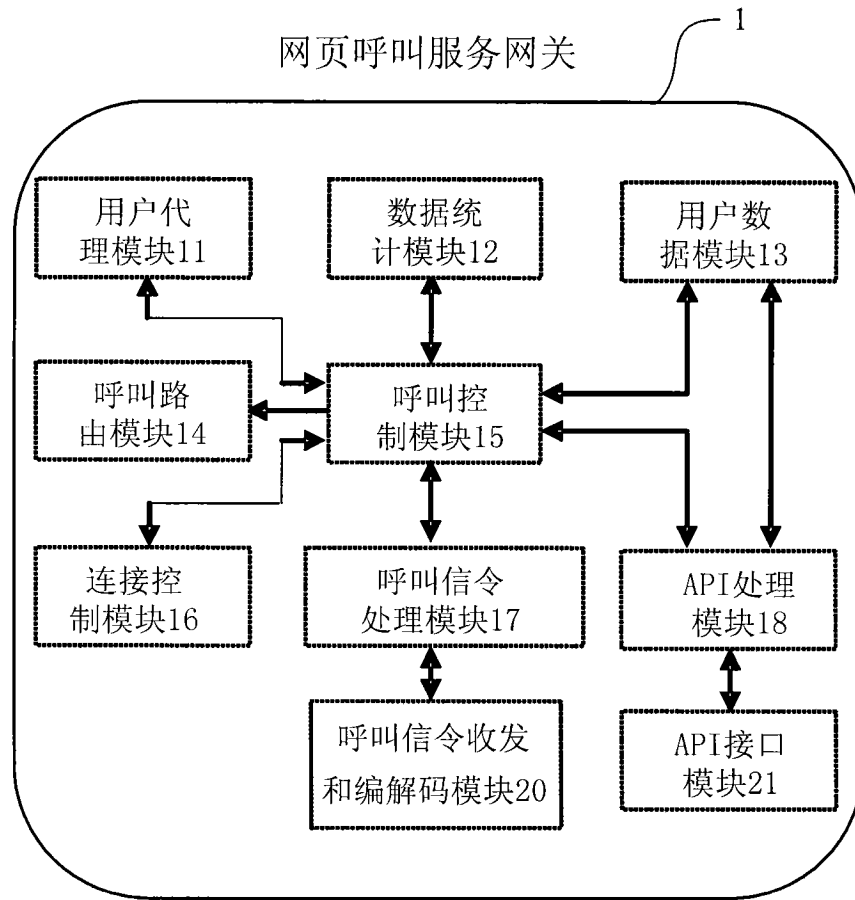 1
网页呼叫服务网关
用户代
理模块11
数据统
计模块12
用户数
据模块13
呼叫路
由模块14
呼叫控
制模块15
连接控
制模块16
呼叫信令
处理模块17
API处理
模块18
呼叫信令收发
和编解码模块20
API接口
模块21